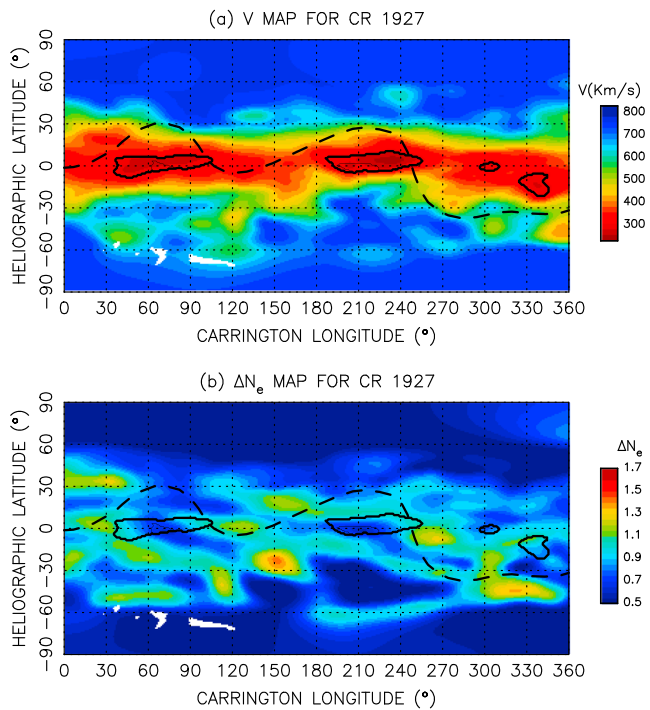 (a) V MAP FOR CR 1927
HELIOGRAPHIC LATITUDE (°)
90
60
30
0
−30
−60
−90
0 30 60 90 120 150 180 210 240 270 300 330 360
CARRINGTON LONGITUDE (°)
V(Km/s)
800
700
600
500
400
300
(b) ΔNe MAP FOR CR 1927
HELIOGRAPHIC LATITUDE (°)
90
60
30
0
−30
−60
−90
0 30 60 90 120 150 180 210 240 270 300 330 360
CARRINGTON LONGITUDE (°)
ΔNe
1.7
1.5
1.3
1.1
0.9
0.7
0.5